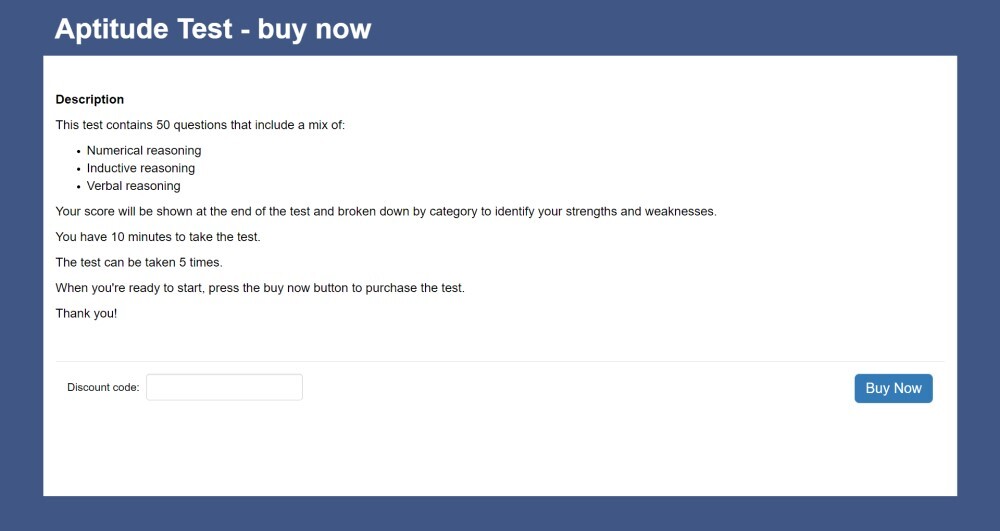 Aptitude Test - buy now
Description
This test contains 50 questions that include a mix of:
• Numerical reasoning
• Inductive reasoning
• Verbal reasoning
Your score will be shown at the end of the test and broken down by category to identify your strengths and weaknesses.
You have 10 minutes to take the test.
The test can be taken 5 times.
When you're ready to start, press the buy now button to purchase the test.
Thank you!
Discount code:
Buy Now